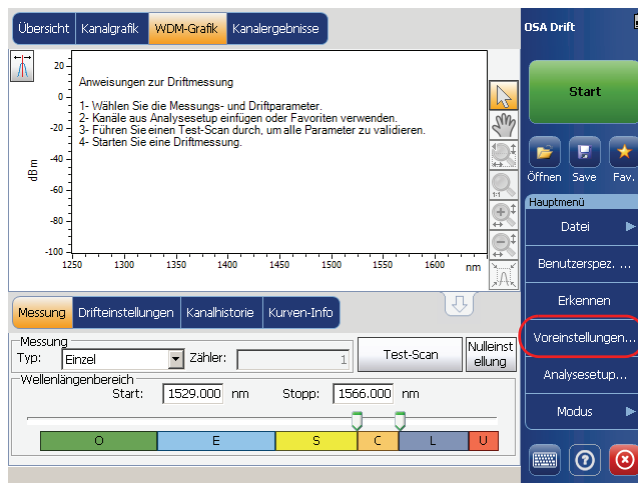 Übersicht Kanalgrafik WDM-Grafik Kanalergebnisse
OSA Drift
20
0
-20
-40
-60
-80
-100
dBm
Anweisungen zur Driftmessung
1- Wählen Sie die Messungs- und Driftparameter.
2- Kanäle aus Analysesetup einfügen oder Favoriten verwenden.
3- Führen Sie einen Test-Scan durch, um alle Parameter zu validieren.
4- Starten Sie eine Driftmessung.
1:1
1250 1300 1350 1400 1450 1500 1550 1600 nm
Messung Drifteinstellungen Kanalhistorie Kurven-Info
Messung
Typ: Einzel Zähler: 1 Test-Scan
Nulleinst
ellung
Wellenlängenbereich
Start: 1529.000 nm Stopp: 1566.000 nm
O E S C L U
Start
Öffnen Save Fav.
Hauptmenü
Datei
Benutzerspez. ...
Erkennen
Voreinstellungen...
Analysesetup...
Modus